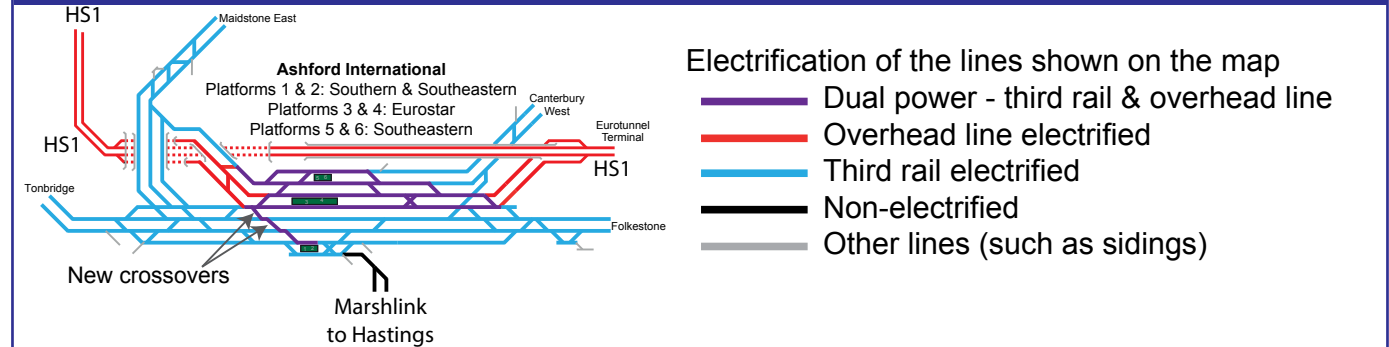 HS1
Maidstone East
Ashford International
Platforms 1 & 2: Southern & Southeastern
Platforms 3 & 4: Eurostar
Platforms 5 & 6: Southeastern
Canterbury
West
Eurotunnel
Terminal
HS1
HS1
Tonbridge
Folkestone
New crossovers
Marshlink
to Hastings
Electrification of the lines shown on the map
Dual power - third rail & overhead line
Overhead line electrified
Third rail electrified
Non-electrified
Other lines (such as sidings)